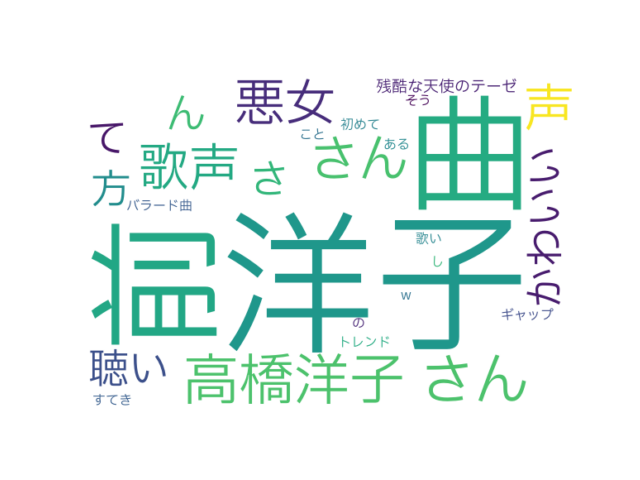 残酷な天使のテーゼ
そう
悪女
声
ん
て
こと
初めて
ある
曲
さん
歌声
さ
方
かわいい
バラード曲
洋子
歌い
し
w
の
ギャップ
トレンド
聴い
高橋洋子 さん
すてき